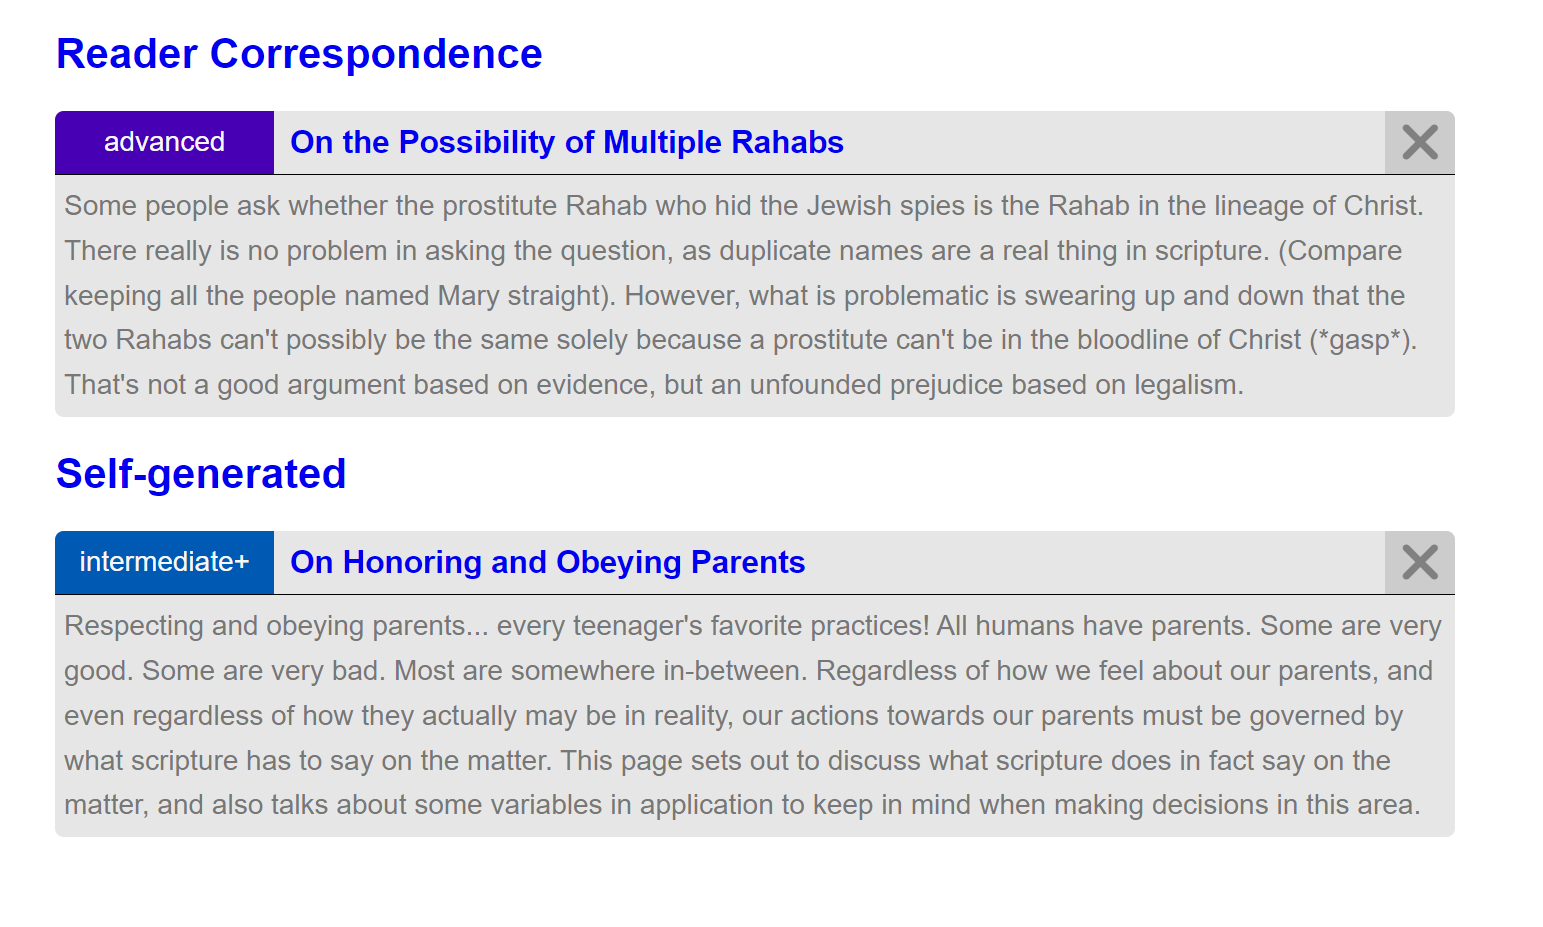 Reader Correspondence
advanced
On the Possibility of Multiple Rahabs
Some people ask whether the prostitute Rahab who hid the Jewish spies is the Rahab in the lineage of Christ.
There really is no problem in asking the question, as duplicate names are a real thing in scripture. (Compare
keeping all the people named Mary straight). However, what is problematic is swearing up and down that the
two Rahabs can't possibly be the same solely because a prostitute can't be in the bloodline of Christ (*gasp*).
That's not a good argument based on evidence, but an unfounded prejudice based on legalism.
Self-generated
intermediate+
On Honoring and Obeying Parents
Respecting and obeying parents... every teenager's favorite practices! All humans have parents. Some are very
good. Some are very bad. Most are somewhere in-between. Regardless of how we feel about our parents, and
even regardless of how they actually may be in reality, our actions towards our parents must be governed by
what scripture has to say on the matter. This page sets out to discuss what scripture does in fact say on the
matter, and also talks about some variables in application to keep in mind when making decisions in this area.